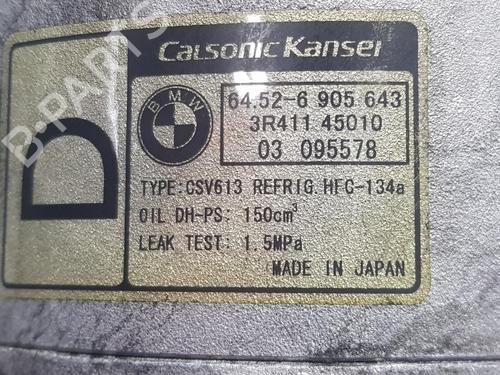 Calsonic Kansei
BMW
64.52-6 905 643
3R411 45010
03 095578
D
TYPE:CSV613 REFRIG.HFC-134a
OIL DH-PS: 150cm³
LEAK TEST: 1.5MPa
MADE IN JAPAN
B-PARTS